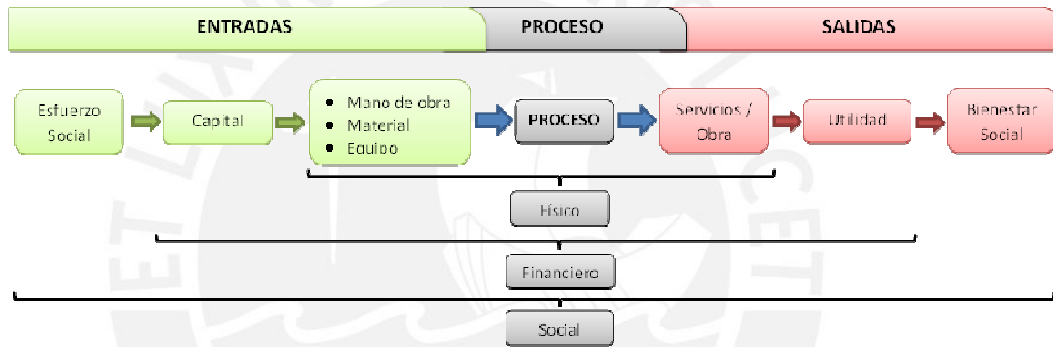 ENTRADAS PROCESO SALIDAS
Esfuerzo
Social
Capital
• Mano de obra
• Material
• Equipo
PROCESO
Servicios /
Obra
Utilidad
Bienestar
Social
Físico
Financiero
Social